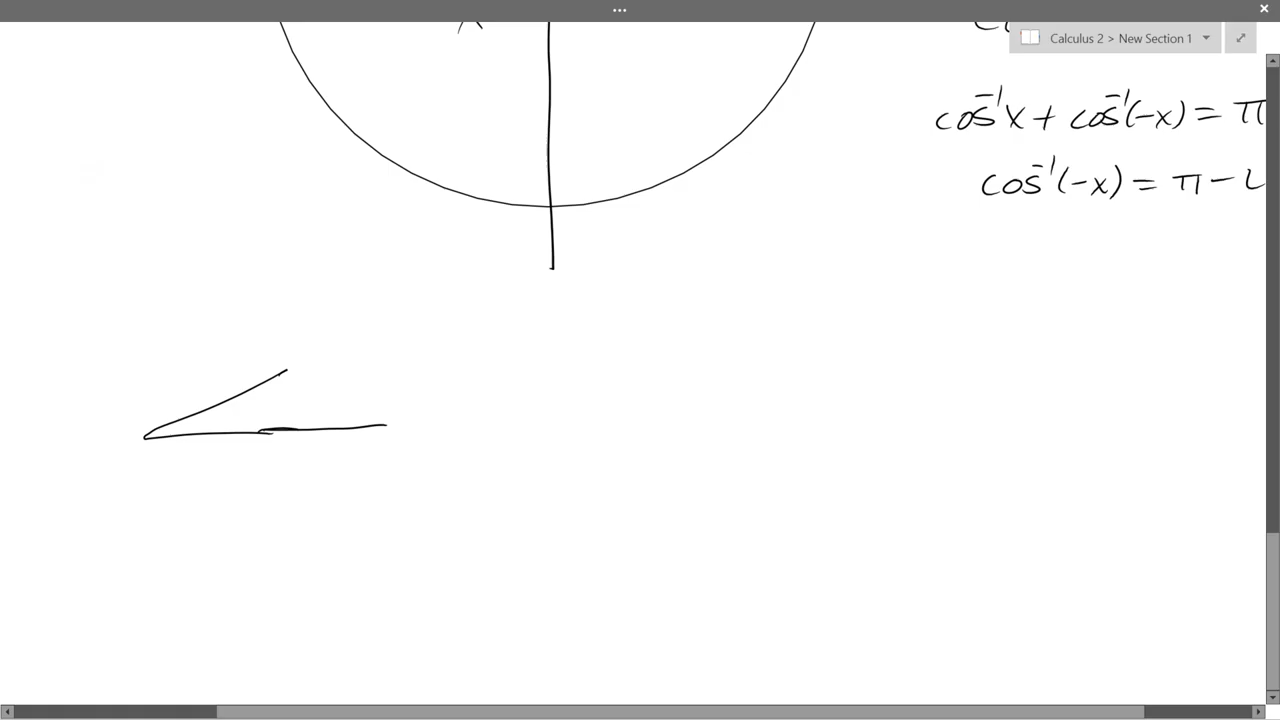 Calculus 2 > New Section 1
cos⁻¹x + cos⁻¹(-x) = π
cos⁻¹(-x) = π -